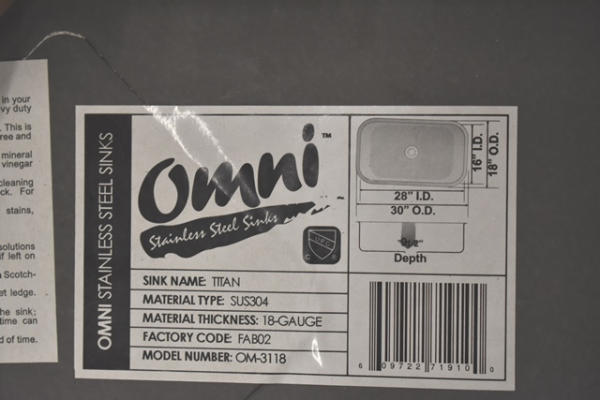 in your
vy duty
. This is
ree and
mineral
vinegar
cleaning
ck. For
stains,
solutions
if left on
Scotch-
et ledge.
he sink;
time can
d of time.
OMNI STAINLESS STEEL SINKS
Omni™
Stainless Steel Sinks
UPC
SINK NAME: TITAN
MATERIAL TYPE: SUS304
MATERIAL THICKNESS: 18-GAUGE
FACTORY CODE: FAB02
MODEL NUMBER: OM-3118
16" I.D.
18" O.D.
28" I.D.
30" O.D.
Depth
6 09722 71910 0